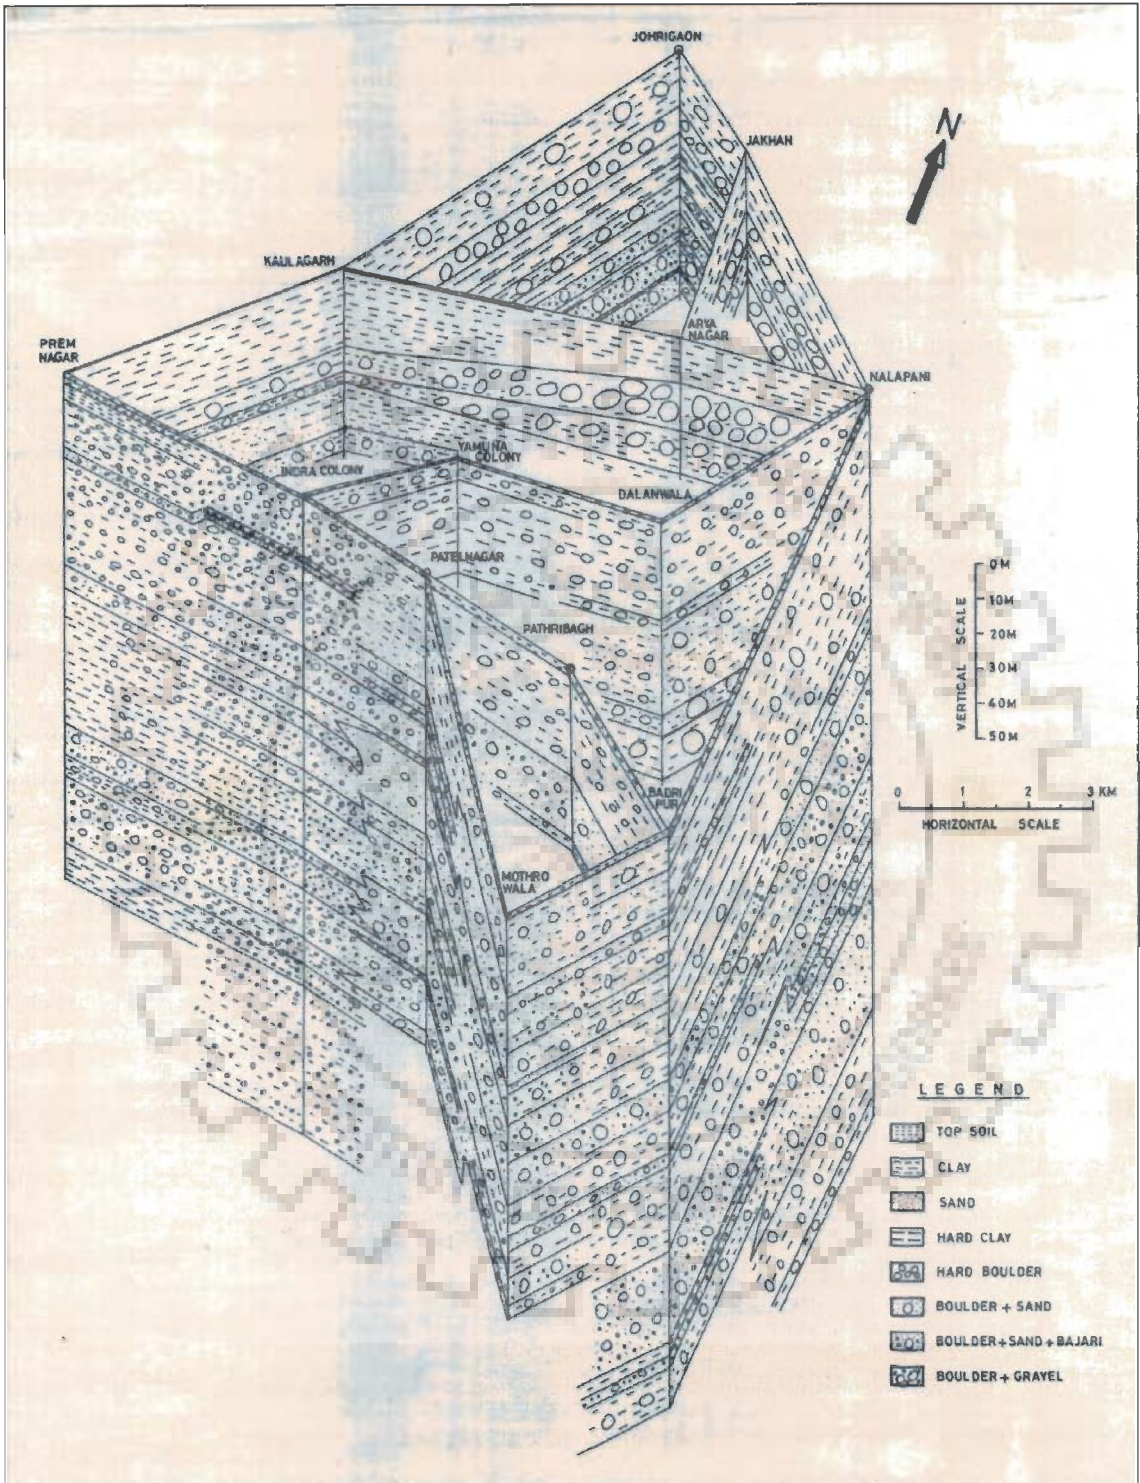 JOHRIGAON
N
JAKHAN
KAULAGARH
ARYA
NAGAR
PREM
NAGAR
NALAPANI
YAMUNA
COLONY
INDRA COLONY
DALANWALA
PATELNAGAR
PATHRIBAGH
BADRI
PUR
MOTHRO
WALA
VERTICAL SCALE
0M
10M
20M
30M
40M
50M
0 1 2 3 KM
HORIZONTAL SCALE
LEGEND
TOP SOIL
CLAY
SAND
HARD CLAY
HARD BOULDER
BOULDER + SAND
BOULDER+SAND+BAJARI
BOULDER+GRAVEL